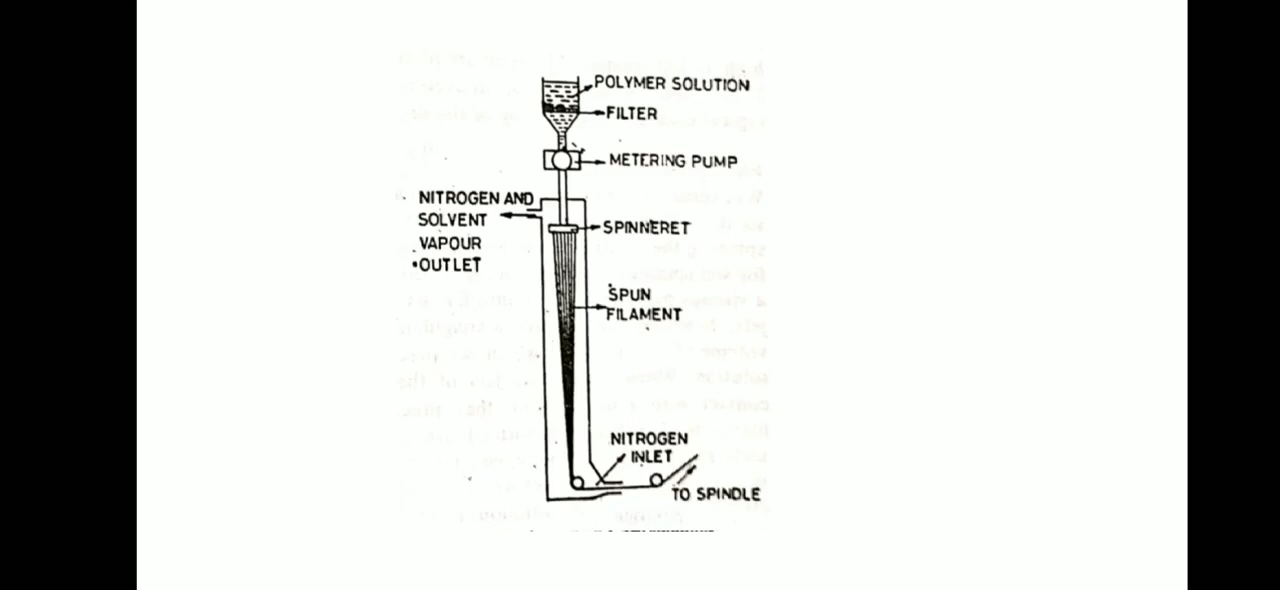 POLYMER SOLUTION
FILTER
METERING PUMP
NITROGEN AND
SOLVENT
VAPOUR
OUTLET
SPINNERET
SPUN
FILAMENT
NITROGEN
INLET
TO SPINDLE